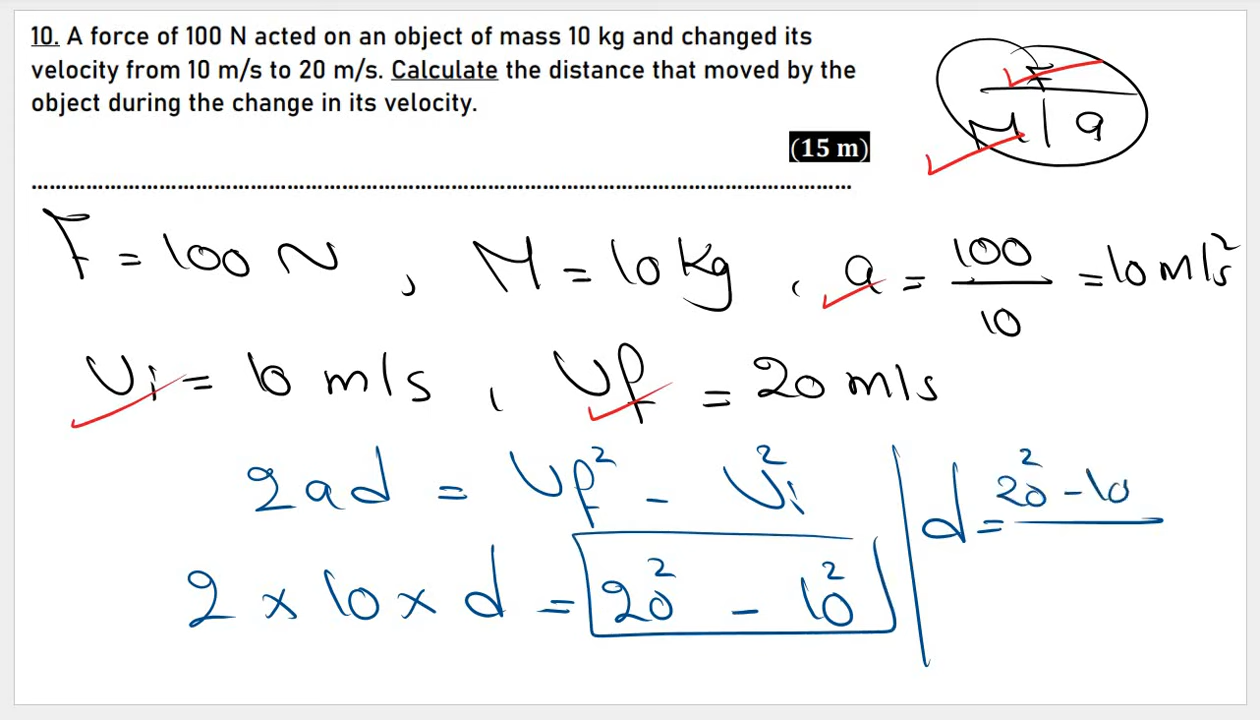 10. A force of 100 N acted on an object of mass 10 kg and changed its
velocity from 10 m/s to 20 m/s. Calculate the distance that moved by the
object during the change in its velocity.
(15 m)
F
M | a
F = 100 N , M = 10 kg , a = 100/10 = 10 m/s²
Vi = 10 m/s , Vf = 20 m/s
2ad = Vf² - Vi²
2 × 10 × d = 20² - 10²
d = 20² - 10